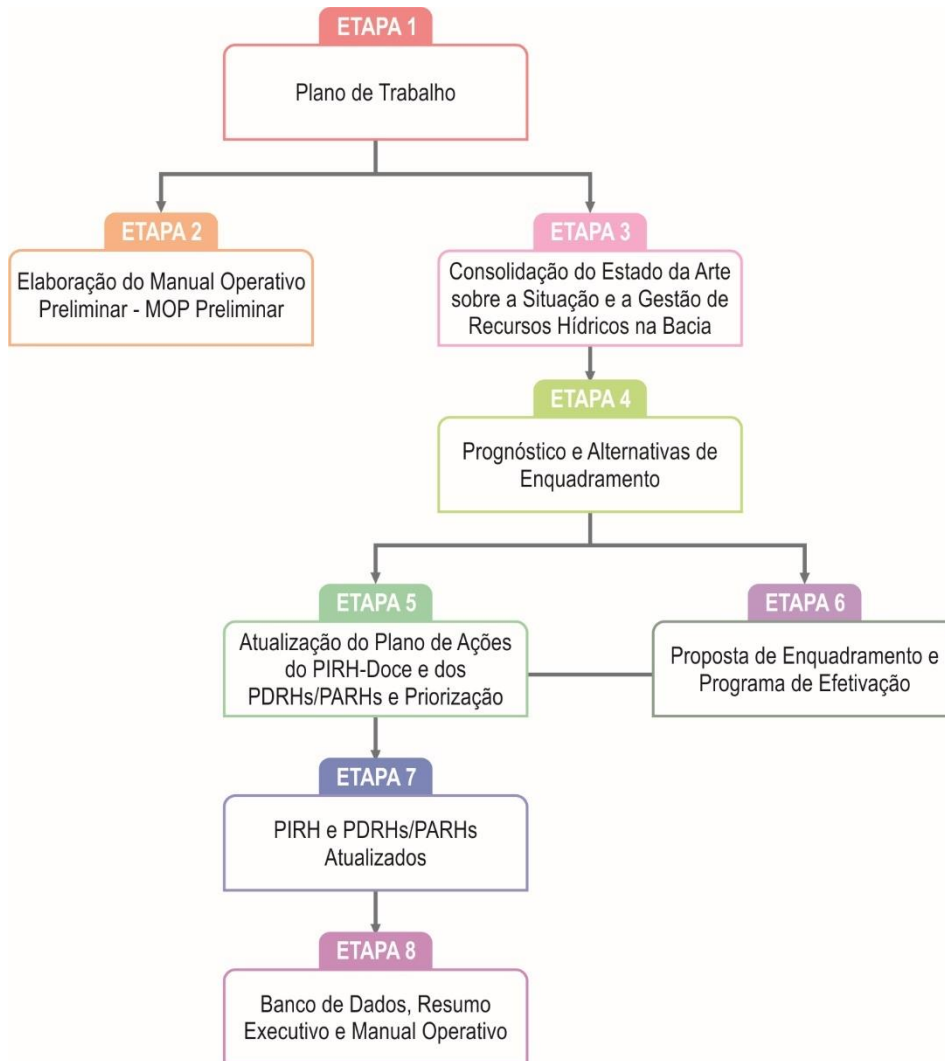 ETAPA 1
Plano de Trabalho
ETAPA 2
Elaboração do Manual Operativo
Preliminar - MOP Preliminar
ETAPA 3
Consolidação do Estado da Arte
sobre a Situação e a Gestão de
Recursos Hídricos na Bacia
ETAPA 4
Prognóstico e Alternativas de
Enquadramento
ETAPA 5
Atualização do Plano de Ações
do PIRH-Doce e dos
PDRHs/PARHs e Priorização
ETAPA 6
Proposta de Enquadramento e
Programa de Efetivação
ETAPA 7
PIRH e PDRHs/PARHs
Atualizados
ETAPA 8
Banco de Dados, Resumo
Executivo e Manual Operativo